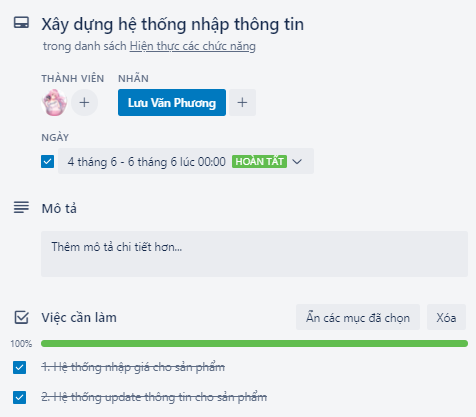 Xây dựng hệ thống nhập thông tin
trong danh sách Hiện thực các chức năng
THÀNH VIÊN NHÃN
+ Lưu Văn Phương +
NGÀY
4 tháng 6 - 6 tháng 6 lúc 00:00 HOÀN TẤT
Mô tả
Thêm mô tả chi tiết hơn...
Việc cần làm Ẩn các mục đã chọn Xóa
100%
1. Hệ thống nhập giá cho sản phẩm
2. Hệ thống update thông tin cho sản phẩm